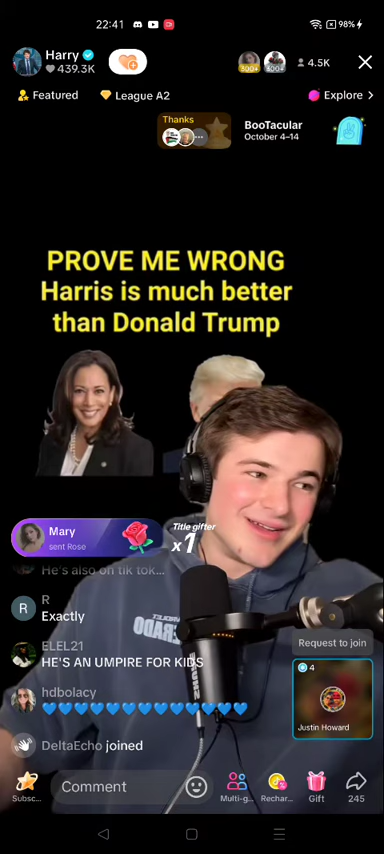 22:41
98%
Harry
439.3K
300+
300+
4.5K
Featured
League A2
Explore
Thanks
BooTacular
October 4–14
PROVE ME WRONG
Harris is much better
than Donald Trump
Mary
sent Rose
Title gifter
x1
He's also on tik tok...
R
R
Exactly
ELEL21
HE'S AN UMPIRE FOR KIDS
hdbolacy
DeltaEcho joined
Request to join
4
Justin Howard
Comment
Subsc...
Multi-g...
Rechar...
Gift
245